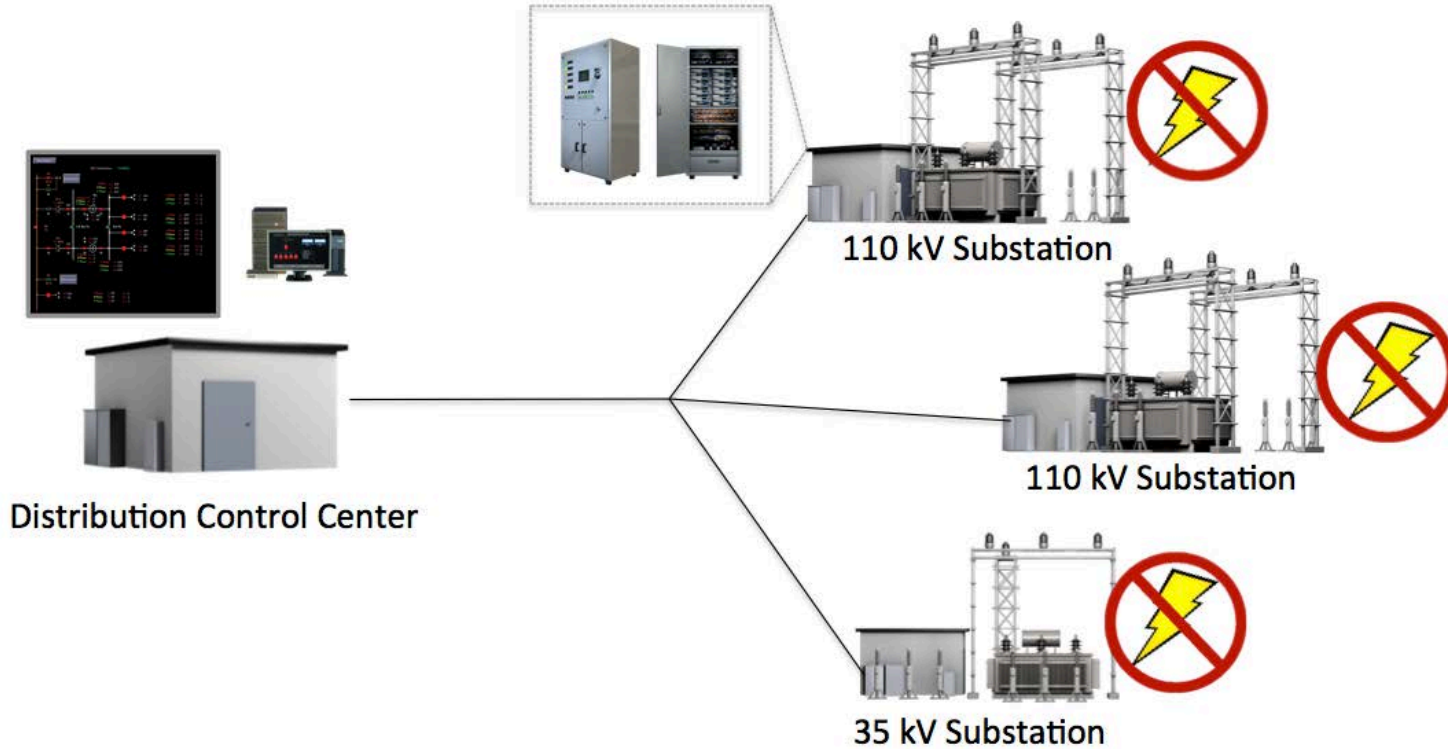 110 kV Substation
110 kV Substation
Distribution Control Center
35 kV Substation